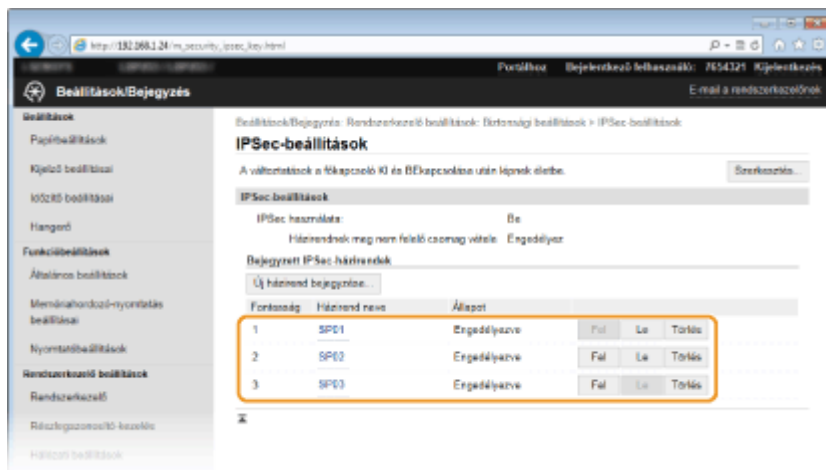 http://192.168.1.24/m_security_ipsec_key.html
Portálhoz Bejelentkező felhasználó: 7654321 Kijelentkezés
Beállítások/Bejegyzés
E-mail a rendszerkezelőnek
Beállítások
Papírbeállítások
Kijelző beállításai
Időzítő beállításai
Hangerő
Funkcióbeállítások
Általános beállítások
Memóriahordozó-nyomtatás
beállításai
Nyomtatóbeállítások
Rendszerkezelő beállítások
Rendszerkezelő
Részlegazonosító-kezelés
Hálózati beállítások
Beállítások/Bejegyzés: Rendszerkezelő beállítások: Biztonsági beállítások > IPSec-beállítások
IPSec-beállítások
A változtatások a főkapcsoló KI és BEkapcsolása után lépnek életbe.
Szerkesztés...
IPSec-beállítások
IPSec használata: Be
Házirendnek meg nem felelő csomag vétele Engedélyez
Bejegyzett IPSec-házirendek
Új házirend bejegyzése...
Fontosság Házirend neve Állapot
1 SP01 Engedélyezve Fel Le Törlés
2 SP02 Engedélyezve Fel Le Törlés
3 SP03 Engedélyezve Fel Le Törlés